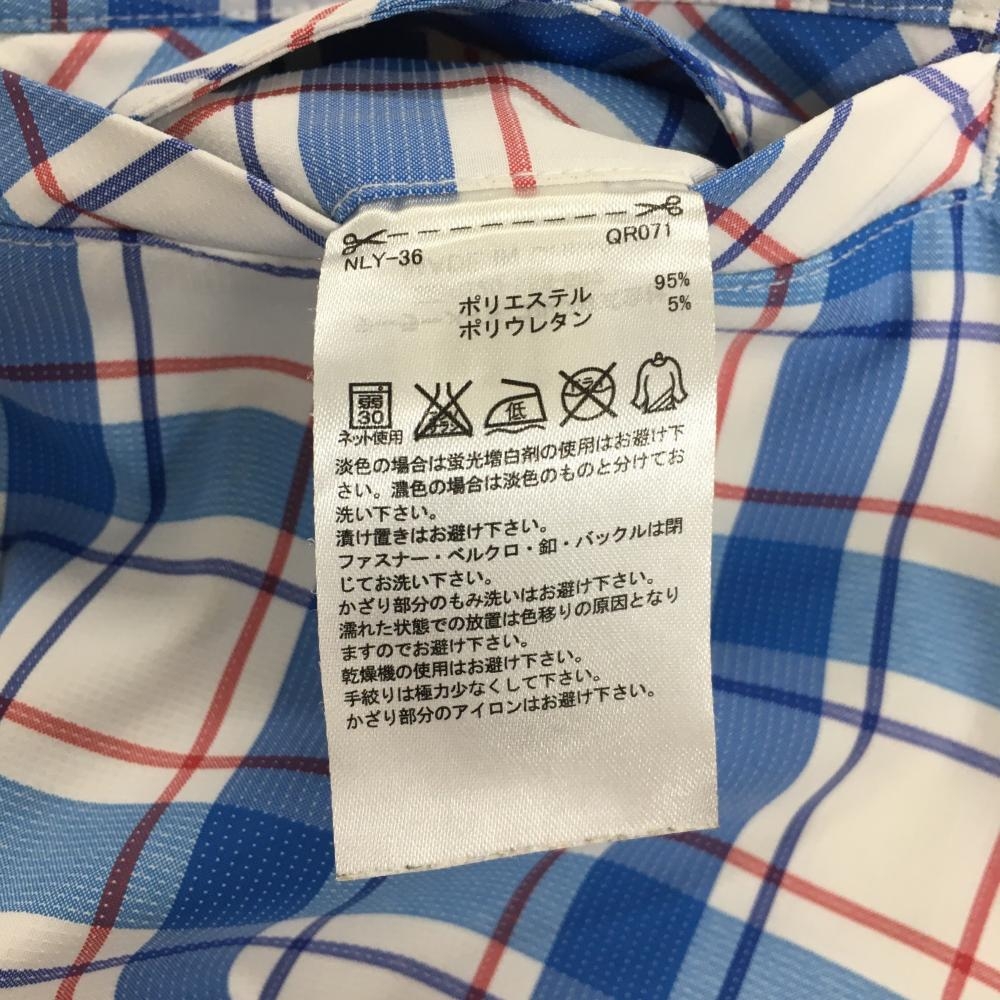 NLY-36 QR071
ポリエステル 95%
ポリウレタン 5%
弱 30 低 ドライ
ネット使用
淡色の場合は蛍光増白剤の使用はお避け下
さい。濃色の場合は淡色のものと分けてお
洗い下さい。
漬け置きはお避け下さい。
ファスナー・ベルクロ・釦・バックルは閉
じてお洗い下さい。
かざり部分のもみ洗いはお避け下さい。
濡れた状態での放置は色移りの原因となり
ますのでお避け下さい。
乾燥機の使用はお避け下さい。
手絞りは極力少なくして下さい。
かざり部分のアイロンはお避け下さい。